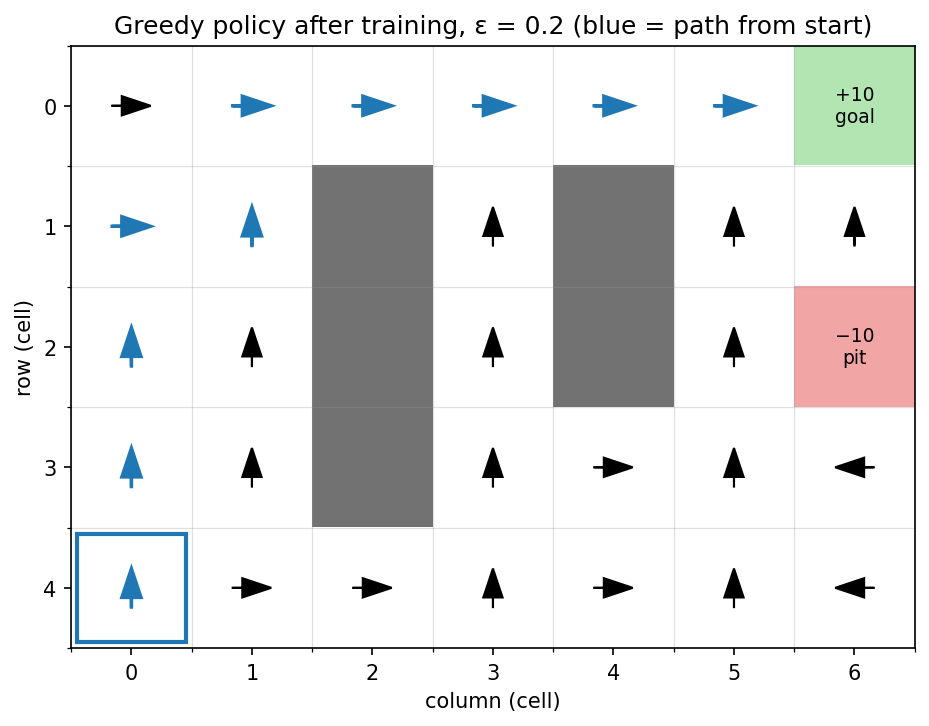 Greedy policy after training, ε = 0.2 (blue = path from start)
0
+10
goal
1
2
−10
pit
3
4
row (cell)
0 1 2 3 4 5 6
column (cell)